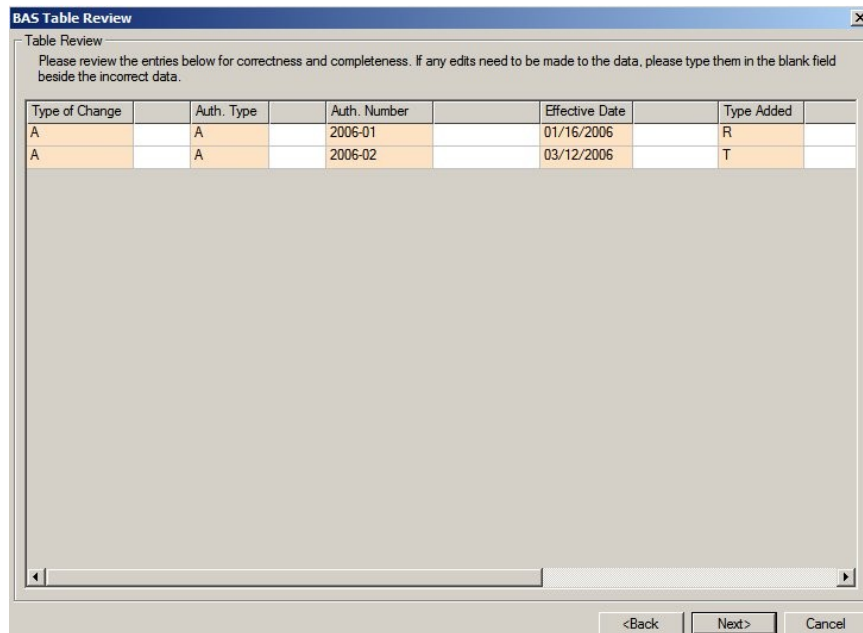 BAS Table Review
Table Review
Please review the entries below for correctness and completeness. If any edits need to be made to the data, please type them in the blank field
beside the incorrect data.
Type of Change Auth. Type Auth. Number Effective Date Type Added
A A 2006-01 01/16/2006 R
A A 2006-02 03/12/2006 T
<Back Next> Cancel